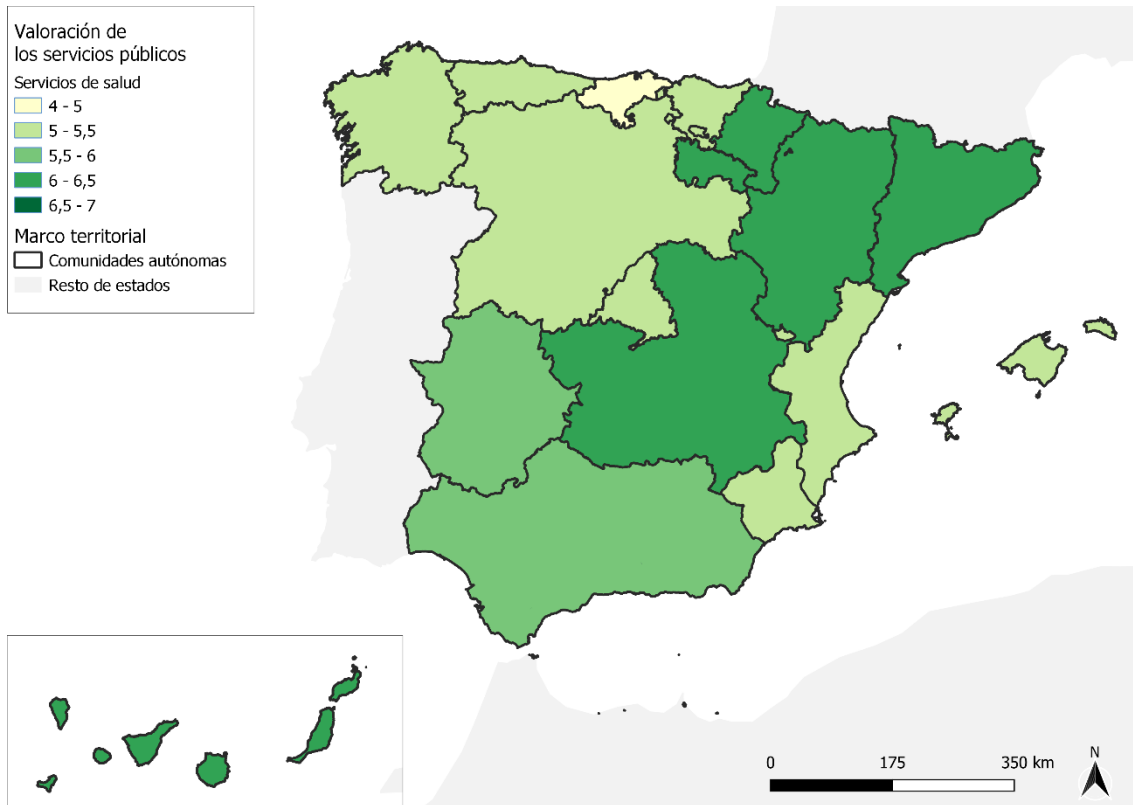 Valoración de
los servicios públicos
Servicios de salud
4 - 5
5 - 5,5
5,5 - 6
6 - 6,5
6,5 - 7
Marco territorial
Comunidades autónomas
Resto de estados
0 175 350 km
N